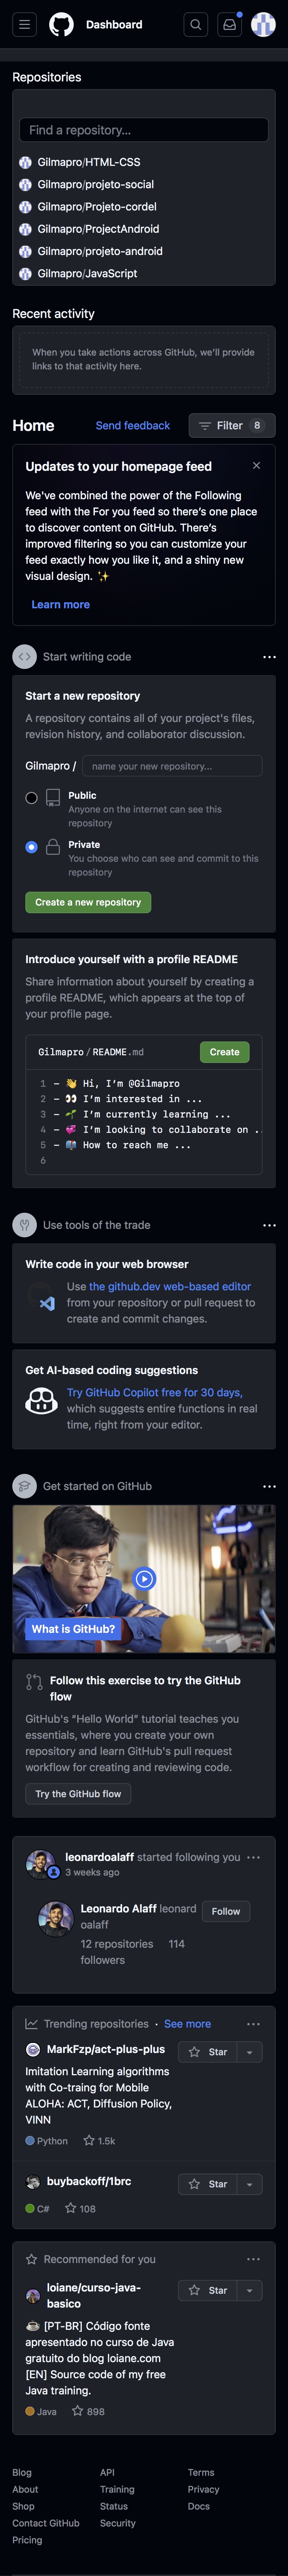 Dashboard
Repositories
Find a repository...
Gilmapro/HTML-CSS
Gilmapro/projeto-social
Gilmapro/Projeto-cordel
Gilmapro/ProjectAndroid
Gilmapro/projeto-android
Gilmapro/JavaScript
Recent activity
When you take actions across GitHub, we'll provide
links to that activity here.
Home
Send feedback
Filter 8
Updates to your homepage feed
We've combined the power of the Following
feed with the For you feed so there's one place
to discover content on GitHub. There's
improved filtering so you can customize your
feed exactly how you like it, and a shiny new
visual design. ✨
Learn more
Start writing code
Start a new repository
A repository contains all of your project's files,
revision history, and collaborator discussion.
Gilmapro / name your new repository...
Public
Anyone on the internet can see this
repository
Private
You choose who can see and commit to this
repository
Create a new repository
Introduce yourself with a profile README
Share information about yourself by creating a
profile README, which appears at the top of
your profile page.
Gilmapro / README.md
Create
1 – 👋 Hi, I'm @Gilmapro
2 – 👀 I'm interested in ...
3 – 🌱 I'm currently learning ...
4 – 💞️ I'm looking to collaborate on ..
5 – 📫 How to reach me ...
6
Use tools of the trade
Write code in your web browser
Use the github.dev web-based editor
from your repository or pull request to
create and commit changes.
Get AI-based coding suggestions
Try GitHub Copilot free for 30 days,
which suggests entire functions in real
time, right from your editor.
Get started on GitHub
What is GitHub?
Follow this exercise to try the GitHub
flow
GitHub's "Hello World" tutorial teaches you
essentials, where you create your own
repository and learn GitHub's pull request
workflow for creating and reviewing code.
Try the GitHub flow
leonardoalaff started following you
3 weeks ago
Leonardo Alaff leonard
oalaff
Follow
12 repositories 114
followers
Trending repositories · See more
MarkFzp/act-plus-plus
Star
Imitation Learning algorithms
with Co-traing for Mobile
ALOHA: ACT, Diffusion Policy,
VINN
Python 1.5k
buybackoff/1brc
Star
C# 108
Recommended for you
loiane/curso-java-
basico
Star
☕ [PT-BR] Código fonte
apresentado no curso de Java
gratuito do blog loiane.com
[EN] Source code of my free
Java training.
Java 898
Blog API Terms
About Training Privacy
Shop Status Docs
Contact GitHub Security
Pricing